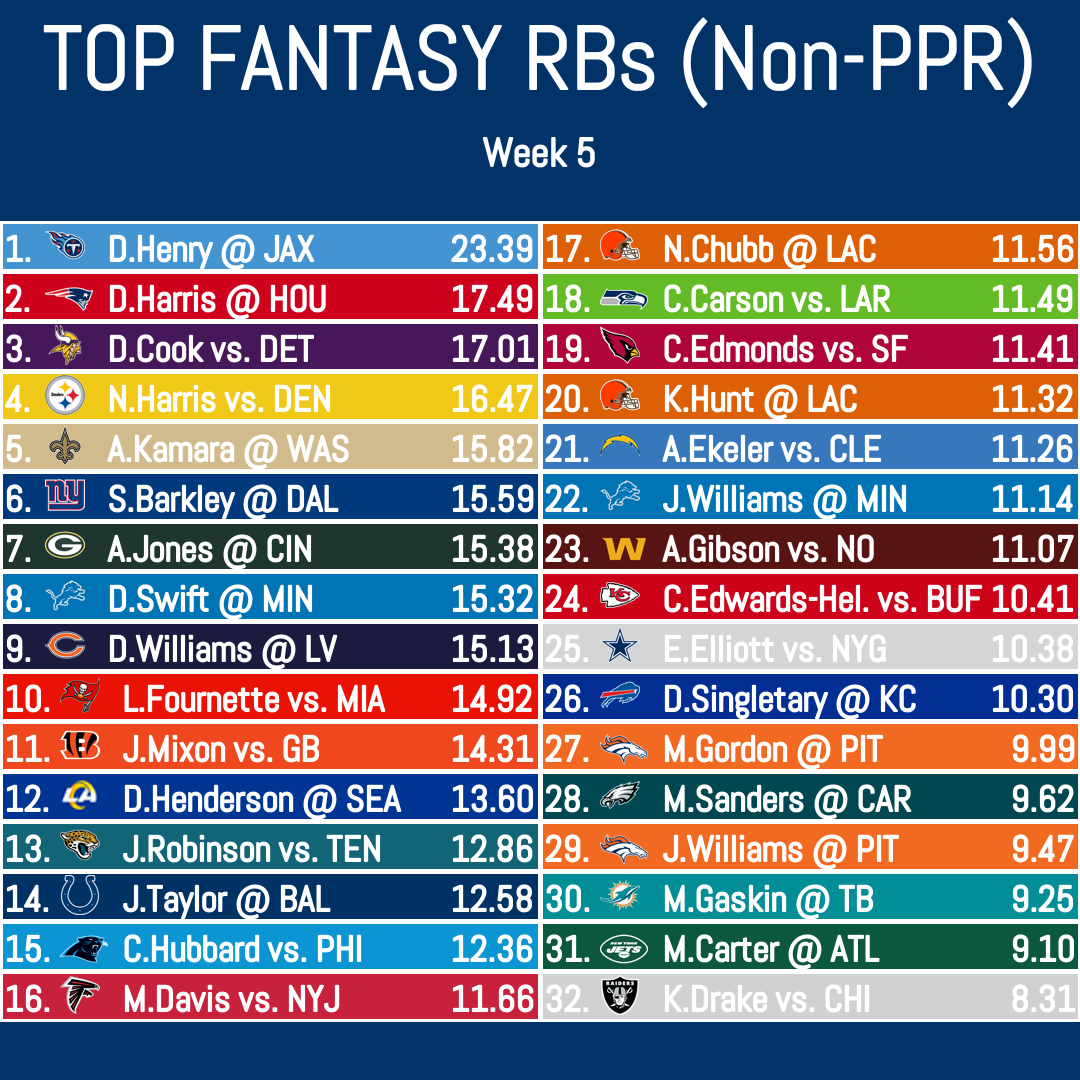 TOP FANTASY RBs (Non-PPR)
Week 5
1. D.Henry @ JAX 23.39
2. D.Harris @ HOU 17.49
3. D.Cook vs. DET 17.01
4. Steelers N.Harris vs. DEN 16.47
5. A.Kamara @ WAS 15.82
6. NY S.Barkley @ DAL 15.59
7. G A.Jones @ CIN 15.38
8. D.Swift @ MIN 15.32
9. C D.Williams @ LV 15.13
10. L.Fournette vs. MIA 14.92
11. J.Mixon vs. GB 14.31
12. D.Henderson @ SEA 13.60
13. J.Robinson vs. TEN 12.86
14. J.Taylor @ BAL 12.58
15. C.Hubbard vs. PHI 12.36
16. M.Davis vs. NYJ 11.66
17. N.Chubb @ LAC 11.56
18. C.Carson vs. LAR 11.49
19. C.Edmonds vs. SF 11.41
20. K.Hunt @ LAC 11.32
21. A.Ekeler vs. CLE 11.26
22. J.Williams @ MIN 11.14
23. W A.Gibson vs. NO 11.07
24. KC C.Edwards-Hel. vs. BUF 10.41
25. E.Elliott vs. NYG 10.38
26. D.Singletary @ KC 10.30
27. M.Gordon @ PIT 9.99
28. M.Sanders @ CAR 9.62
29. J.Williams @ PIT 9.47
30. M.Gaskin @ TB 9.25
31. NEW YORK JETS M.Carter @ ATL 9.10
32. RAIDERS K.Drake vs. CHI 8.31